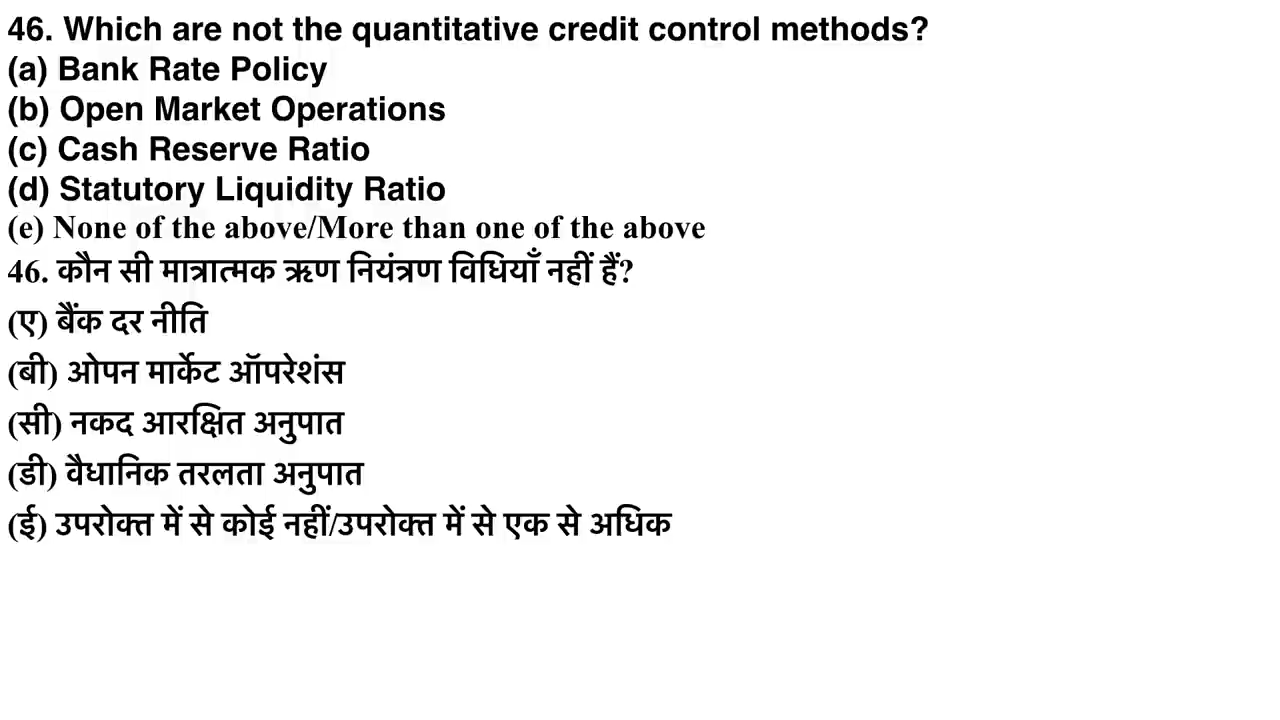 46. Which are not the quantitative credit control methods?
(a) Bank Rate Policy
(b) Open Market Operations
(c) Cash Reserve Ratio
(d) Statutory Liquidity Ratio
(e) None of the above/More than one of the above
46. कौन सी मात्रात्मक ऋण नियंत्रण विधियाँ नहीं हैं?
(ए) बैंक दर नीति
(बी) ओपन मार्केट ऑपरेशंस
(सी) नकद आरक्षित अनुपात
(डी) वैधानिक तरलता अनुपात
(ई) उपरोक्त में से कोई नहीं/उपरोक्त में से एक से अधिक